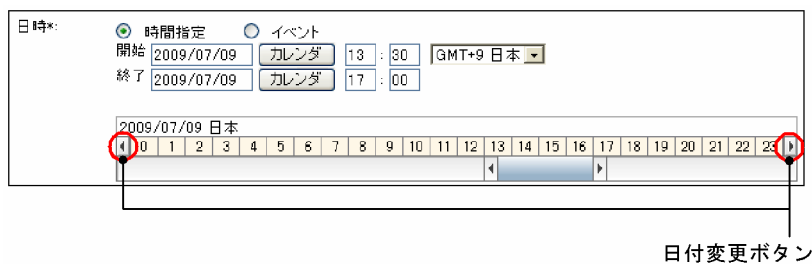 日時*:
時間指定 イベント
開始 2009/07/09 カレンダ 13 : 30 GMT+9 日本
終了 2009/07/09 カレンダ 17 : 00
2009/07/09 日本
0 1 2 3 4 5 6 7 8 9 10 11 12 13 14 15 16 17 18 19 20 21 22 23
日付変更ボタン